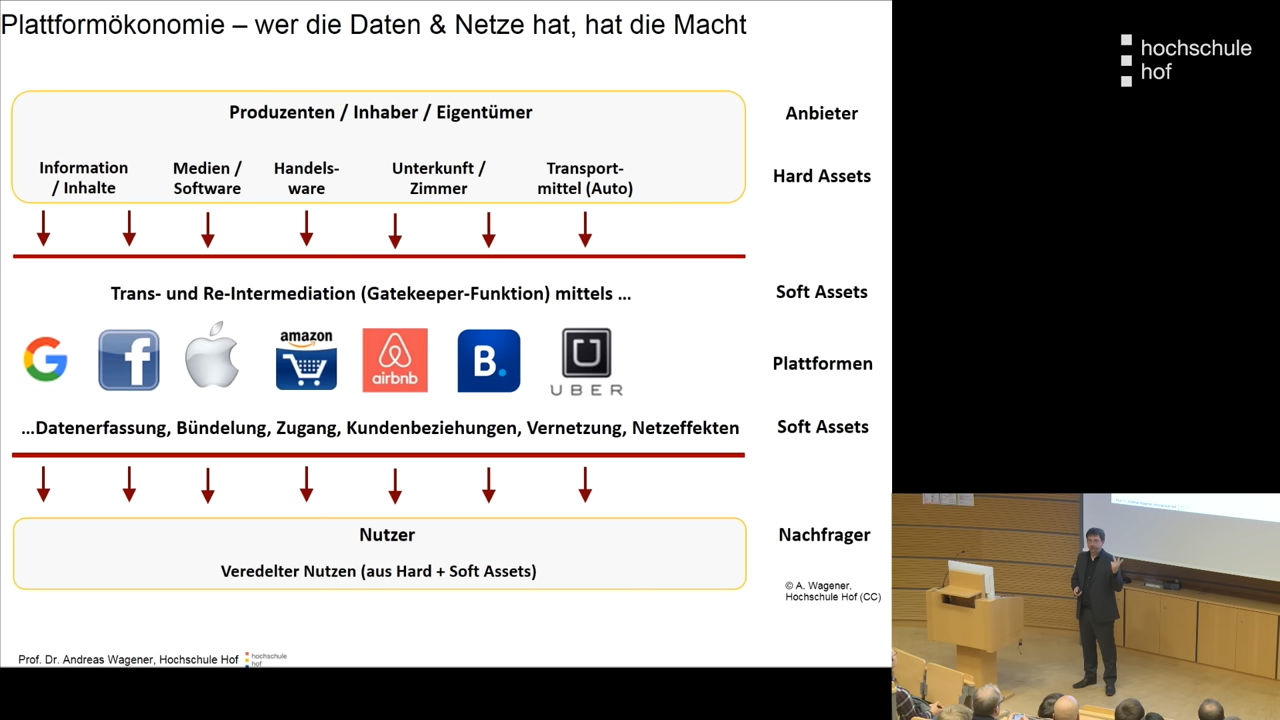 Plattformökonomie – wer die Daten & Netze hat, hat die Macht
hochschule
hof
Produzenten / Inhaber / Eigentümer
Anbieter
Information
/ Inhalte
Medien /
Software
Handels-
ware
Unterkunft /
Zimmer
Transport-
mittel (Auto)
Hard Assets
Trans- und Re-Intermediation (Gatekeeper-Funktion) mittels ...
Soft Assets
G
f
amazon
airbnb
B.
U
UBER
Plattformen
...Datenerfassung, Bündelung, Zugang, Kundenbeziehungen, Vernetzung, Netzeffekten
Soft Assets
Nutzer
Nachfrager
Veredelter Nutzen (aus Hard + Soft Assets)
© A. Wagener,
Hochschule Hof (CC)
Prof. Dr. Andreas Wagener, Hochschule Hof
hochschule
hof